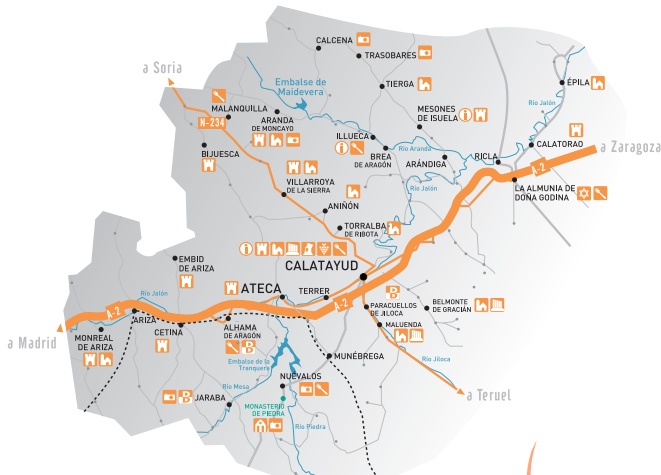 CALCENA
TRASOBARES
a Soria
Embalse de
Maidevera
TIERGA
ÉPILA
MALANQUILLA
N-234
ARANDA
DE MONCAYO
MESONES
DE ISUELA
Río Jalón
ILLUECA
BIJUESCA
Río Aranda
BREA
DE ARAGÓN
ARÁNDIGA
RICLA
CALATORAO
a Zaragoza
A-2
VILLARROYA
DE LA SIERRA
Río Jalón
LA ALMUNIA DE
DOÑA GODINA
ANIÑÓN
TORRALBA
DE RIBOTA
EMBID
DE ARIZA
CALATAYUD
ATECA
TERRER
Río Jalón
A-2
A-2
B
PARACUELLOS
DE JILOCA
BELMONTE
DE GRACIÁN
ARIZA
CETINA
ALHAMA
DE ARAGÓN
MALUENDA
a Madrid
MONREAL
DE ARIZA
B
Embalse de la
Tranquera
MUNÉBREGA
Río Jiloca
Río Mesa
NUÉVALOS
a Teruel
B
JARABA
MONASTERIO
DE PIEDRA
Río Piedra